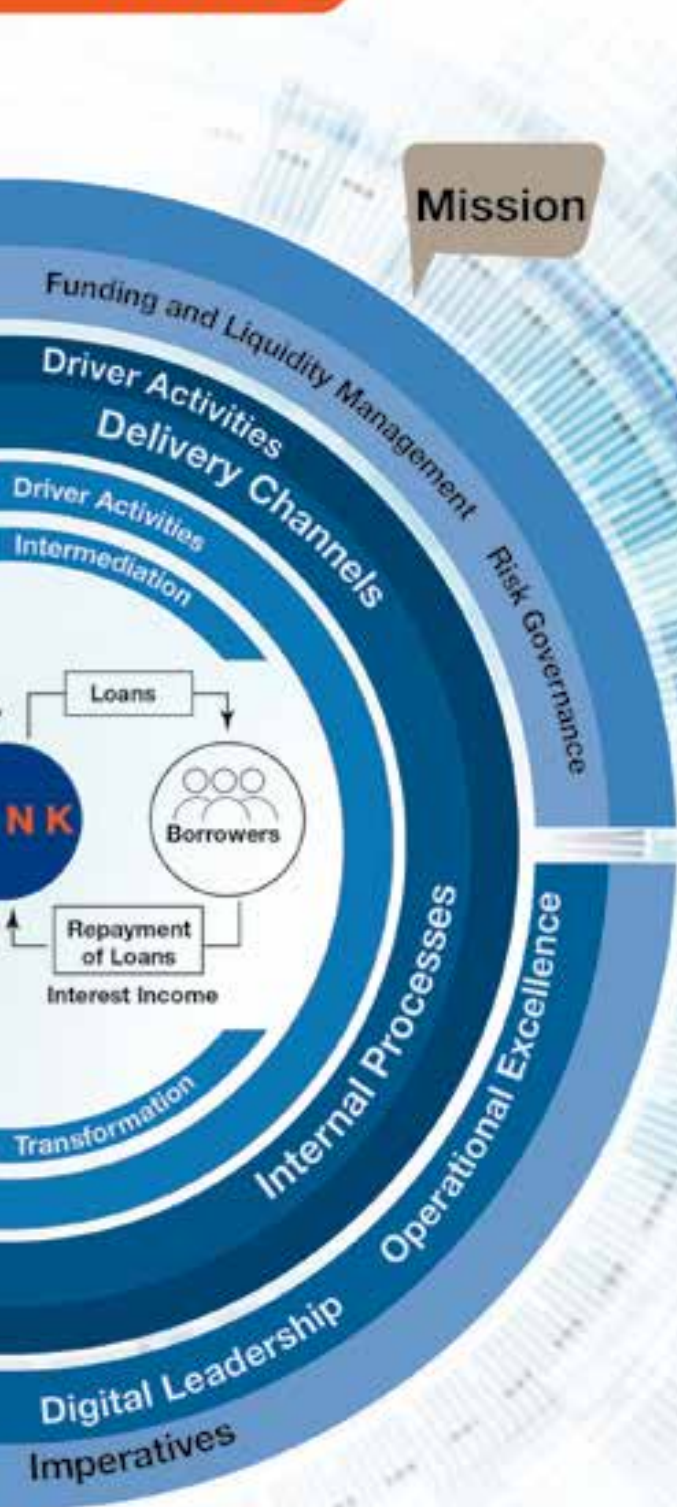 Mission
Funding and Liquidity Management
Risk Governance
Driver Activities
Delivery Channels
Driver Activities
Intermediation
Loans
NK
Borrowers
Repayment
of Loans
Interest Income
Transformation
Internal Processes
Operational Excellence
Digital Leadership
Imperatives